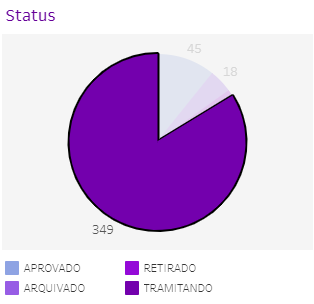 Status
45
18
349
APROVADO
RETIRADO
ARQUIVADO
TRAMITANDO